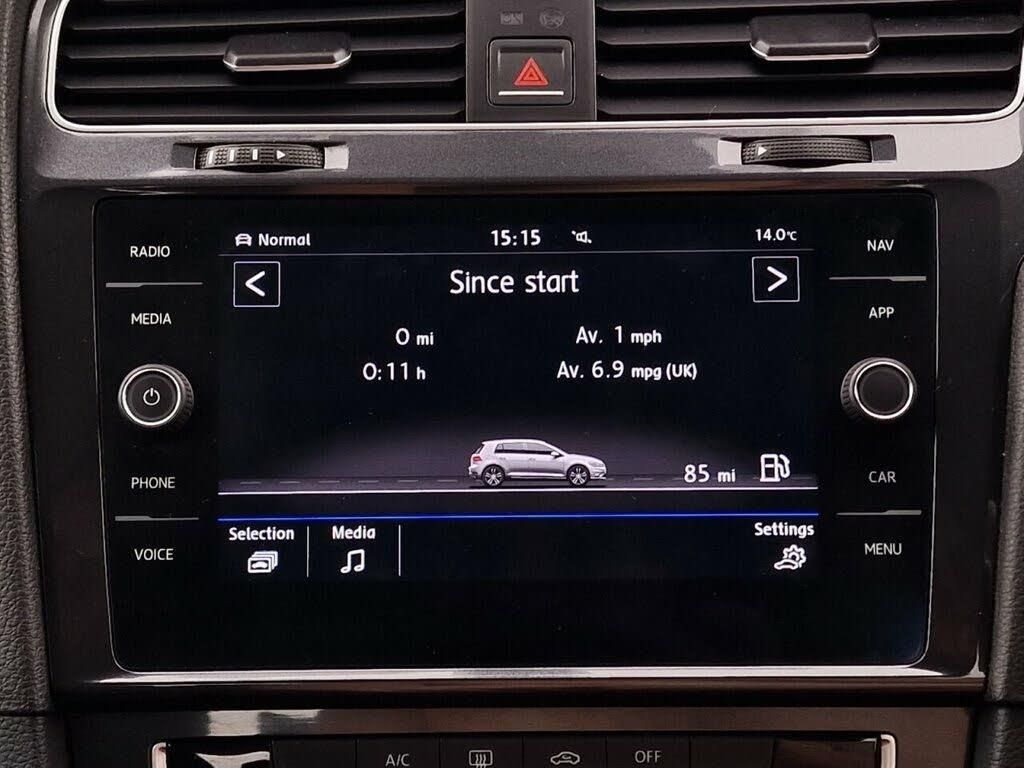 RADIO
MEDIA
PHONE
VOICE
Normal
15:15
14.0°C
<
Since start
>
0 mi
Av. 1 mph
0:11 h
Av. 6.9 mpg (UK)
85 mi
Selection
Media
Settings
NAV
APP
CAR
MENU
A/C
OFF